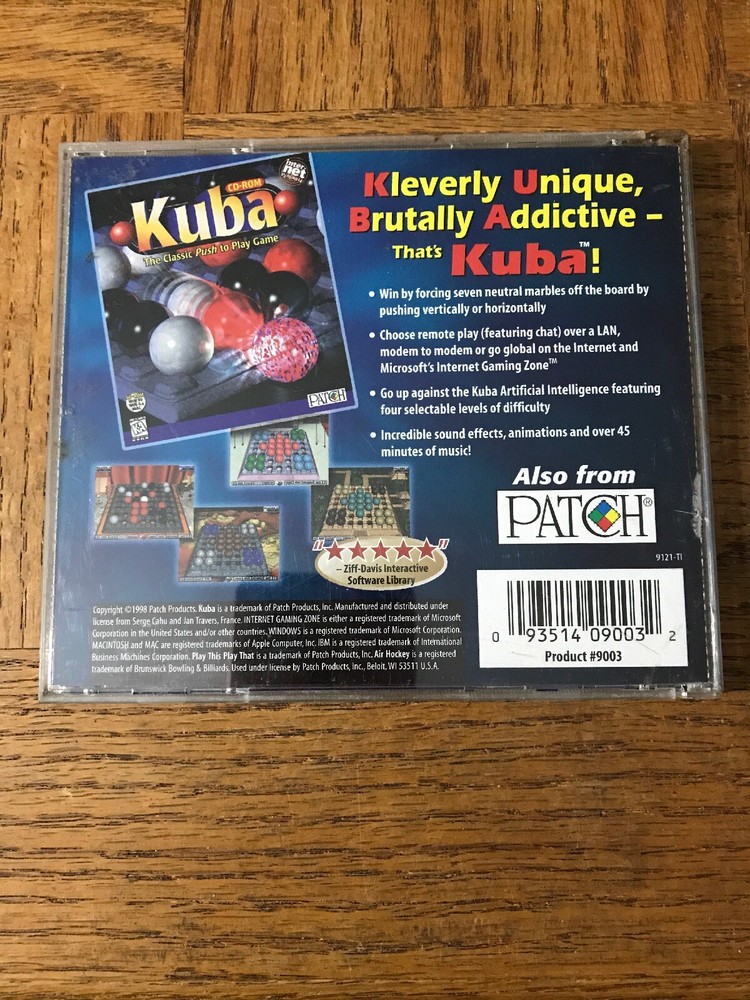 CD-ROM
Inter
net
Kuba
The Classic Push to Play Game
PATCH
Kleverly Unique,
Brutally Addictive –
That's Kuba™!
• Win by forcing seven neutral marbles off the board by
pushing vertically or horizontally
• Choose remote play (featuring chat) over a LAN,
modem to modem or go global on the Internet and
Microsoft's Internet Gaming Zone™
• Go up against the Kuba Artificial Intelligence featuring
four selectable levels of difficulty
• Incredible sound effects, animations and over 45
minutes of music!
Also from
PATCH®
9121-TI
"★★★★★"
– Ziff-Davis Interactive
Software Library
Copyright ©1998 Patch Products. Kuba is a trademark of Patch Products, Inc. Manufactured and distributed under
license from Serge Cahu and Jan Travers, France. INTERNET GAMING ZONE is either a registered trademark of Microsoft
Corporation in the United States and/or other countries. WINDOWS is a registered trademark of Microsoft Corporation.
MACINTOSH and MAC are registered trademarks of Apple Computer, Inc. IBM is a registered trademark of International
Business Machines Corporation. Play This Play That is a trademark of Patch Products, Inc. Air Hockey is a registered
trademark of Brunswick Bowling & Billiards. Used under license by Patch Products, Inc., Beloit, WI 53511 U.S.A.
0 93514 09003 2
Product #9003